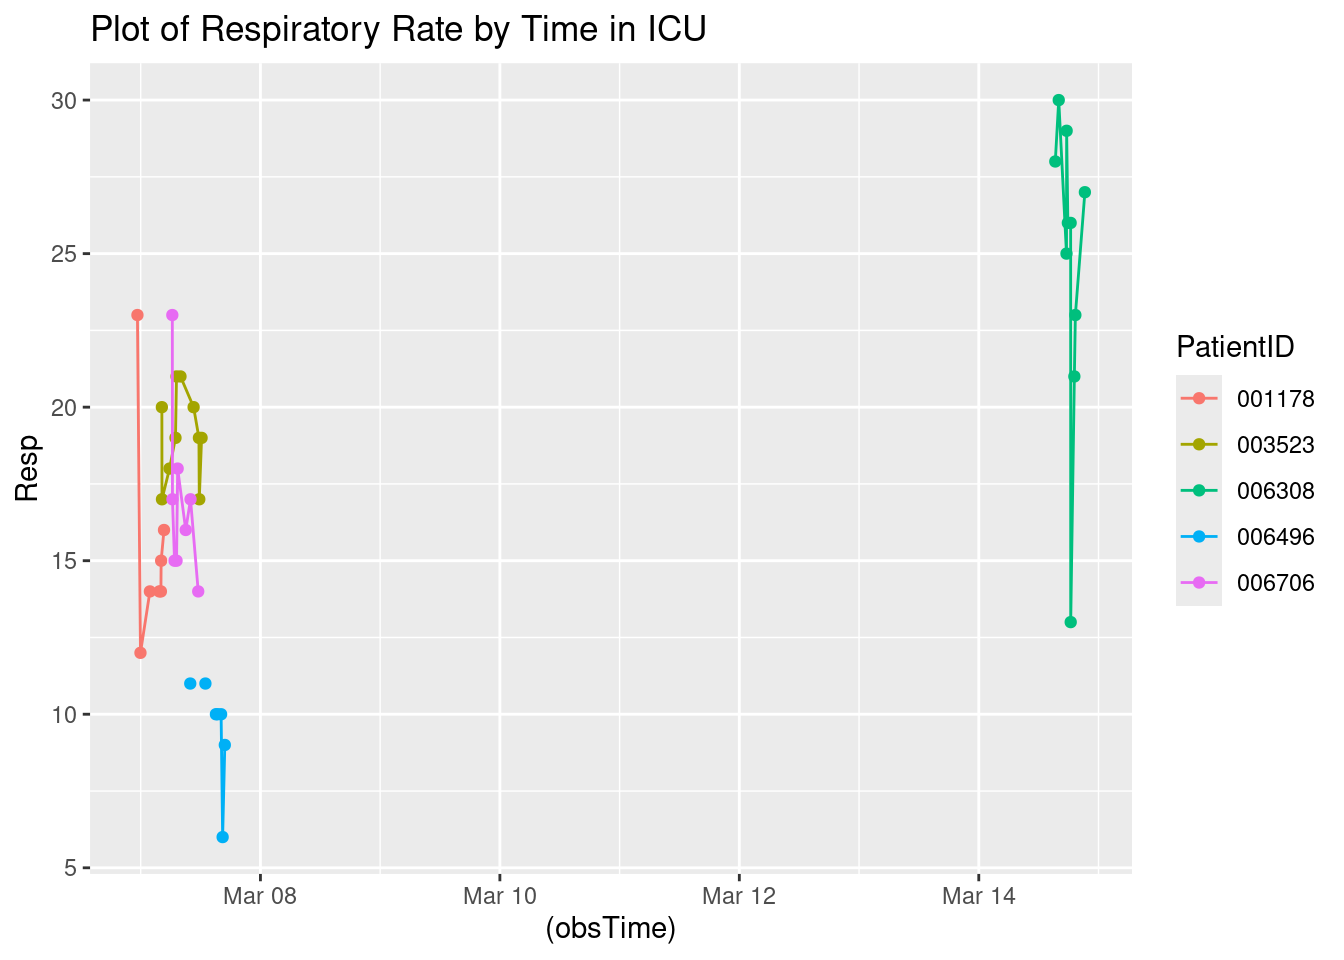 Plot of Respiratory Rate by Time in ICU
30
25
20
15
10
5
Resp
Mar 08
Mar 10
Mar 12
Mar 14
(obsTime)
PatientID
001178
003523
006308
006496
006706